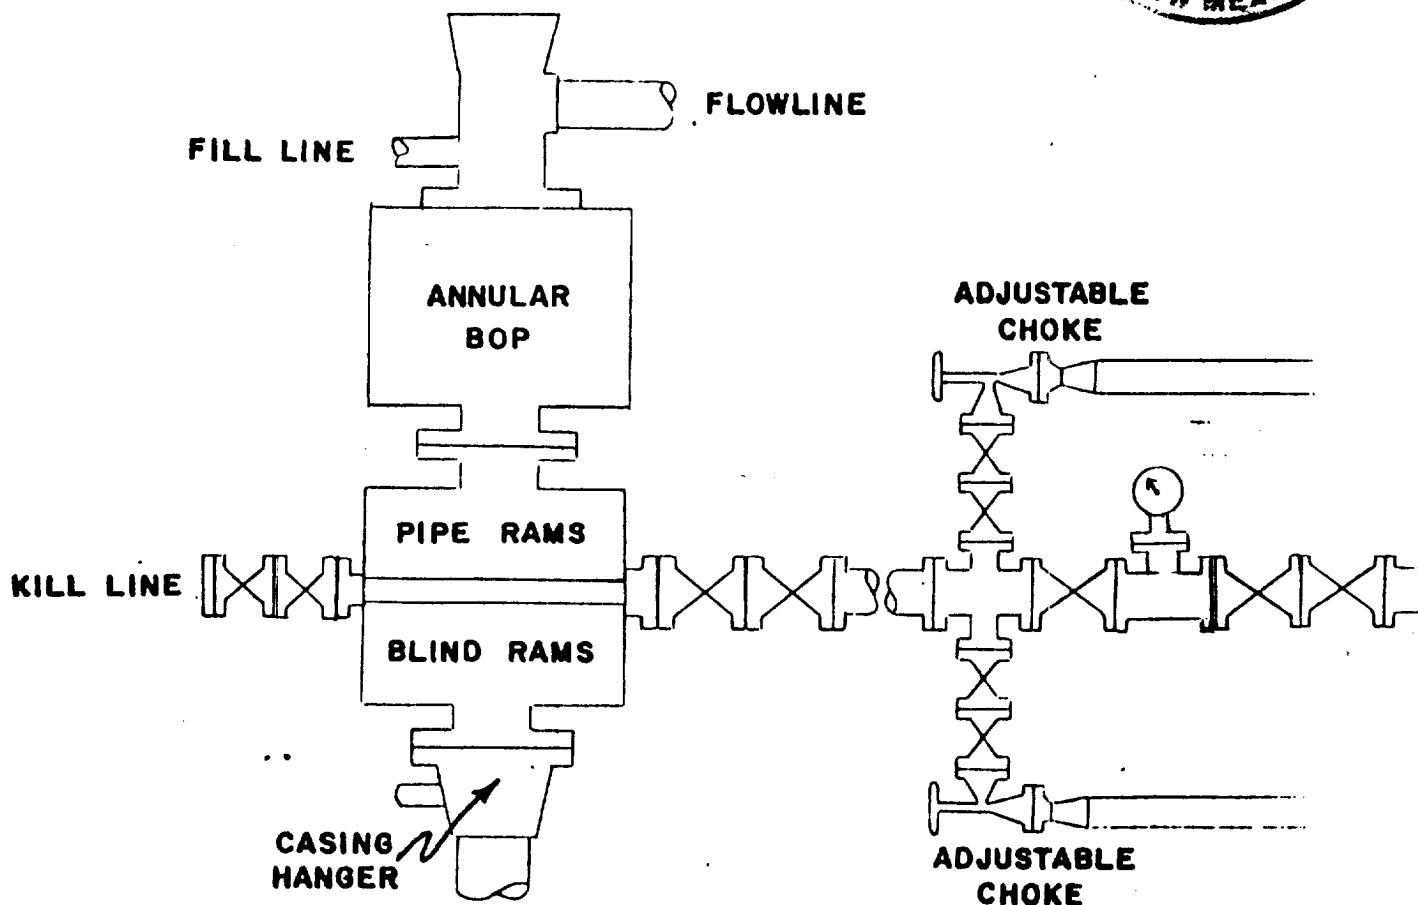 FLOWLINE
FILL LINE
ANNULAR
BOP
ADJUSTABLE
CHOKE
PIPE RAMS
KILL LINE
BLIND RAMS
CASING
HANGER
ADJUSTABLE
CHOKE